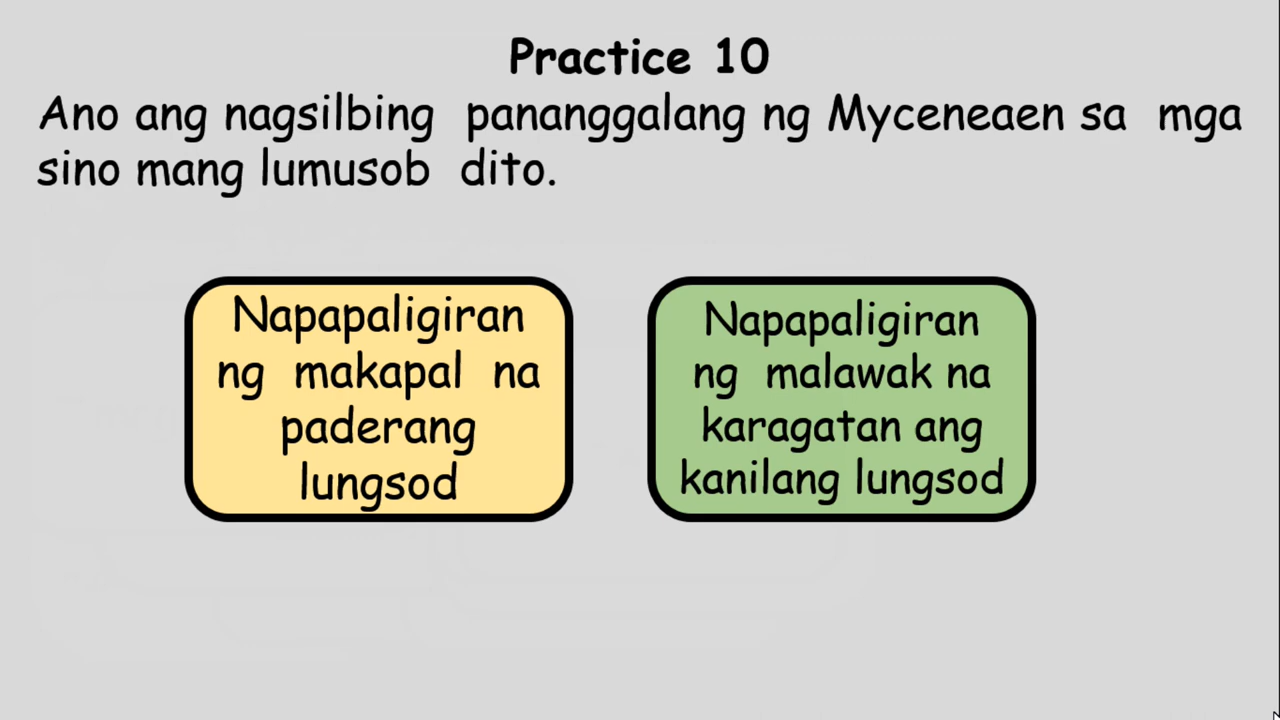 Practice 10
Ano ang nagsilbing pananggalang ng Myceneaen sa mga
sino mang lumusob dito.
Napapaligiran
ng makapal na
paderang
lungsod
Napapaligiran
ng malawak na
karagatan ang
kanilang lungsod